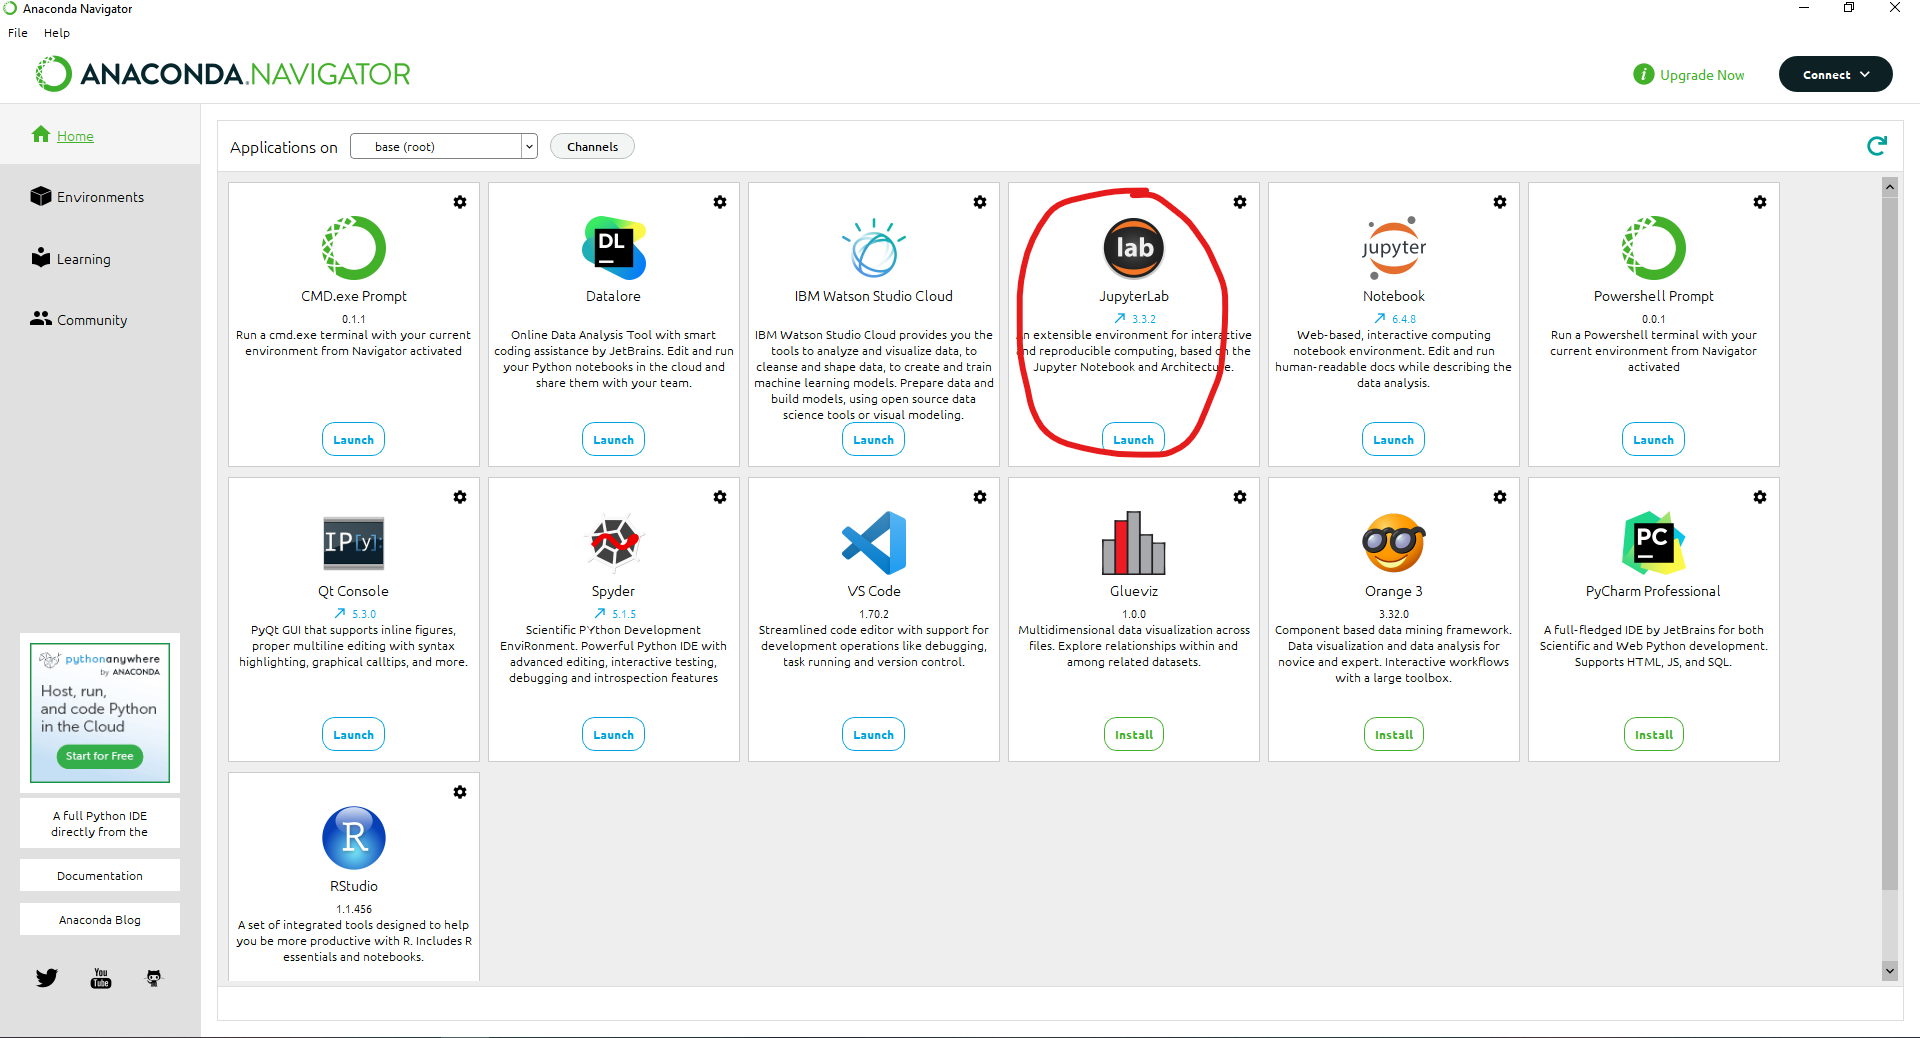 Anaconda Navigator
File Help
ANACONDA.NAVIGATOR
i Upgrade Now
Connect
Home
Environments
Learning
Community
Applications on base (root) Channels
CMD.exe Prompt
0.1.1
Run a cmd.exe terminal with your current
environment from Navigator activated
Launch
DL
Datalore
Online Data Analysis Tool with smart
coding assistance by JetBrains. Edit and run
your Python notebooks in the cloud and
share them with your team.
Launch
IBM Watson Studio Cloud
IBM Watson Studio Cloud provides you the
tools to analyze and visualize data, to
cleanse and shape data, to create and train
machine learning models. Prepare data and
build models, using open source data
science tools or visual modeling.
Launch
lab
JupyterLab
3.3.2
An extensible environment for interactive
and reproducible computing, based on the
Jupyter Notebook and Architecture.
Launch
jupyter
Notebook
6.4.8
Web-based, interactive computing
notebook environment. Edit and run
human-readable docs while describing the
data analysis.
Launch
Powershell Prompt
0.0.1
Run a Powershell terminal with your
current environment from Navigator
activated
Launch
IP[y]:
Qt Console
5.3.0
PyQt GUI that supports inline figures,
proper multiline editing with syntax
highlighting, graphical calltips, and more.
Launch
Spyder
5.1.5
Scientific PYthon Development
EnviRonment. Powerful Python IDE with
advanced editing, interactive testing,
debugging and introspection features
Launch
VS Code
1.70.2
Streamlined code editor with support for
development operations like debugging,
task running and version control.
Launch
Glueviz
1.0.0
Multidimensional data visualization across
files. Explore relationships within and
among related datasets.
Install
Orange 3
3.32.0
Component based data mining framework.
Data visualization and data analysis for
novice and expert. Interactive workflows
with a large toolbox.
Install
PC
PyCharm Professional
A full-fledged IDE by JetBrains for both
Scientific and Web Python development.
Supports HTML, JS, and SQL.
Install
R
RStudio
1.1.456
A set of integrated tools designed to help
you be more productive with R. Includes R
essentials and notebooks.
pythonanywhere
by ANACONDA
Host, run,
and code Python
in the Cloud
Start for Free
A full Python IDE
directly from the
Documentation
Anaconda Blog
You
Tube